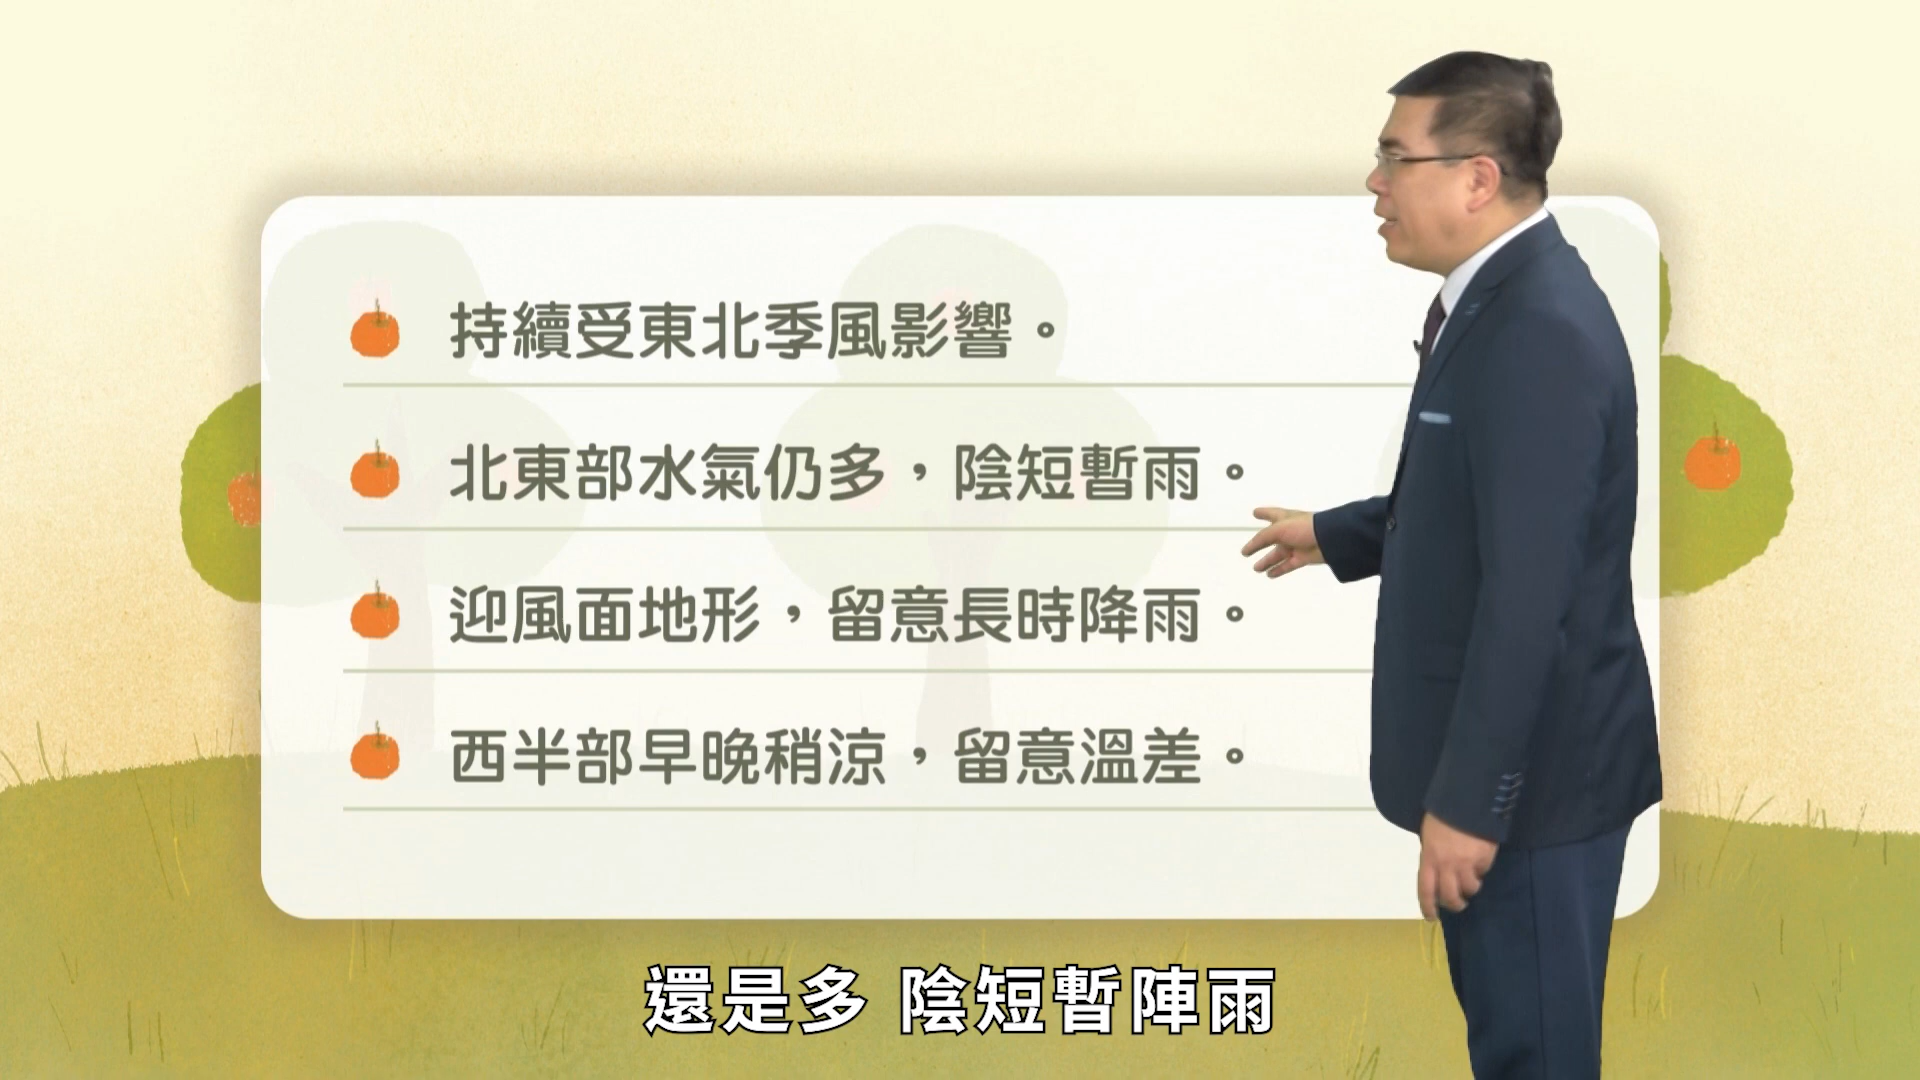 持續受東北季風影響。
北東部水氣仍多，陰短暫雨。
迎風面地形，留意長時降雨。
西半部早晚稍涼，留意溫差。
還是多 陰短暫陣雨